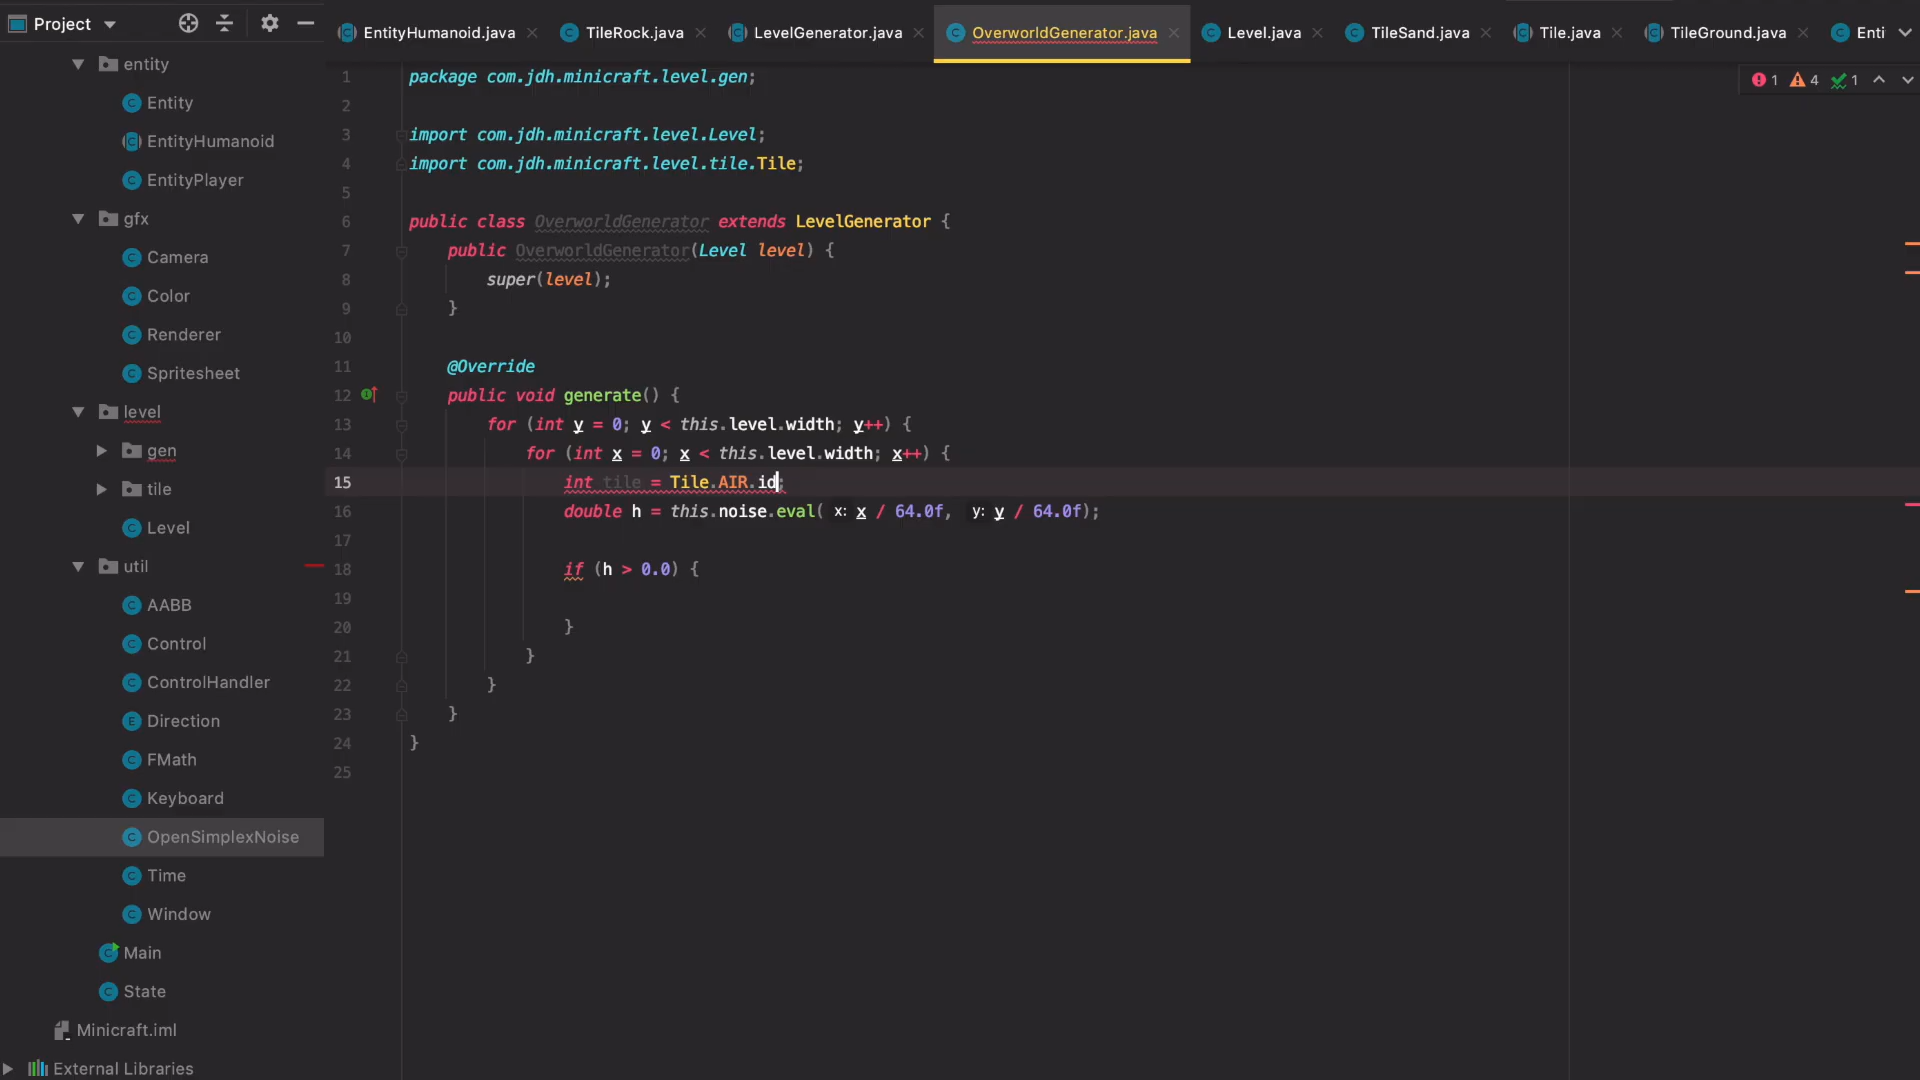 Project
EntityHumanoid.java
TileRock.java
LevelGenerator.java
OverworldGenerator.java
Level.java
TileSand.java
Tile.java
TileGround.java
Enti
1 4 1
entity
Entity
EntityHumanoid
EntityPlayer
gfx
Camera
Color
Renderer
Spritesheet
level
gen
tile
Level
util
AABB
Control
ControlHandler
Direction
FMath
Keyboard
OpenSimplexNoise
Time
Window
Main
State
Minicraft.iml
External Libraries
1 package com.jdh.minicraft.level.gen;
2
3 import com.jdh.minicraft.level.Level;
4 import com.jdh.minicraft.level.tile.Tile;
5
6 public class OverworldGenerator extends LevelGenerator {
7 public OverworldGenerator(Level level) {
8 super(level);
9 }
10
11 @Override
12 public void generate() {
13 for (int y = 0; y < this.level.width; y++) {
14 for (int x = 0; x < this.level.width; x++) {
15 int tile = Tile.AIR.id;
16 double h = this.noise.eval( x: x / 64.0f, y: y / 64.0f);
17
18 if (h > 0.0) {
19
20 }
21 }
22 }
23 }
24 }
25